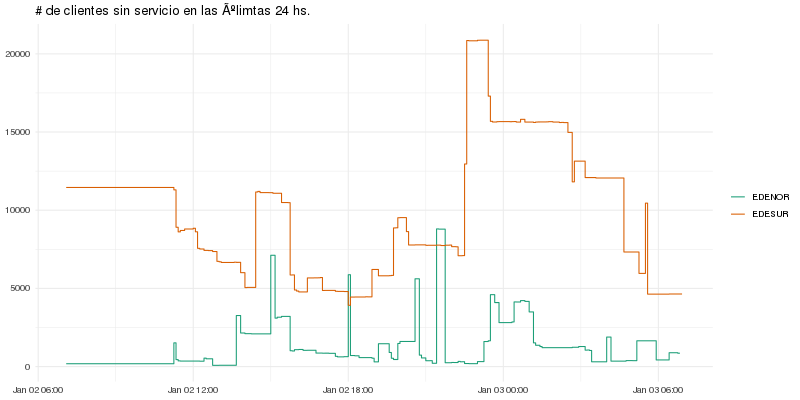 # de clientes sin servicio en las Ãºlimtas 24 hs.
20000
15000
10000
5000
0
Jan 02 06:00
Jan 02 12:00
Jan 02 18:00
Jan 03 00:00
Jan 03 06:00
EDENOR
EDESUR